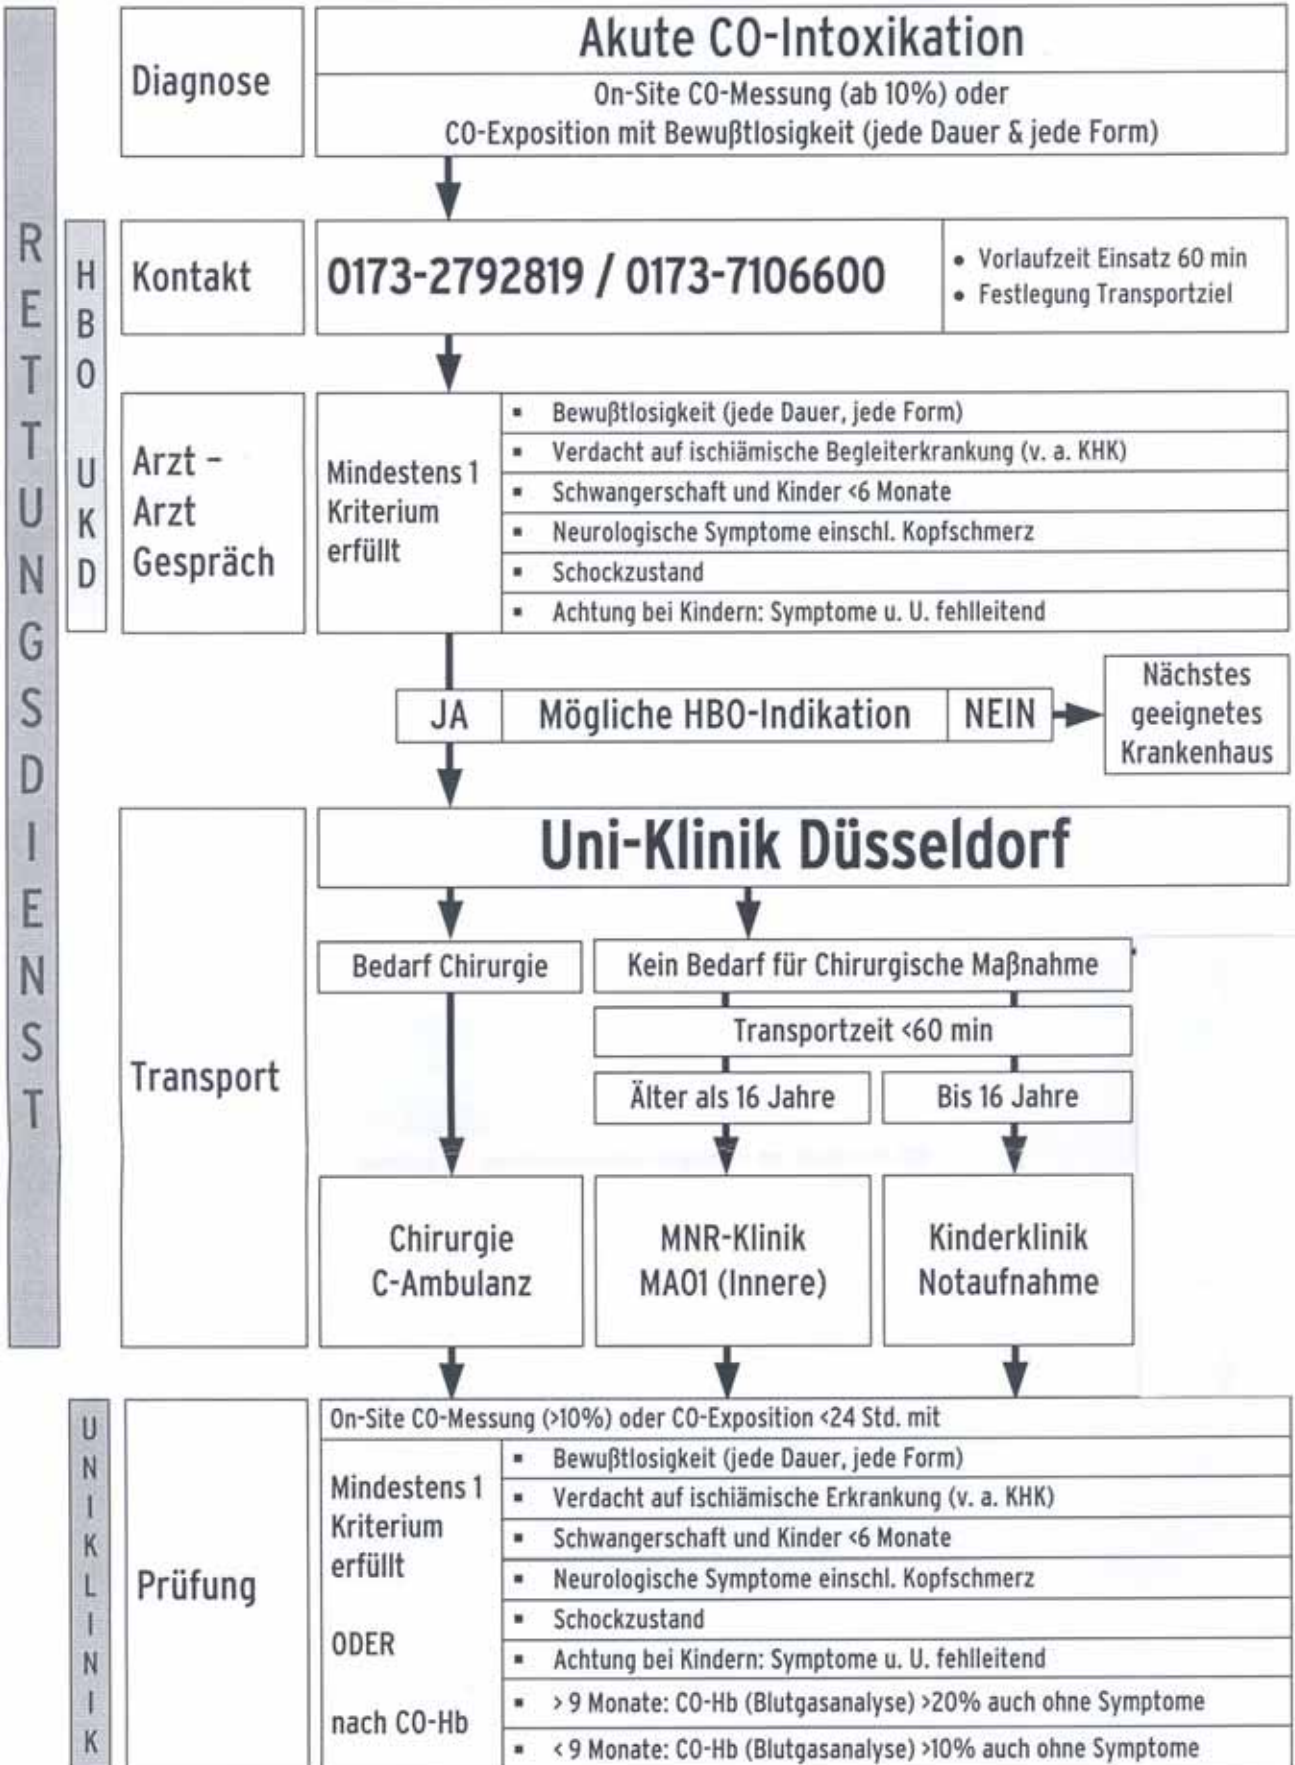 RETTUNGSDIENST
Diagnose
Akute CO-Intoxikation
On-Site CO-Messung (ab 10%) oder
CO-Exposition mit Bewußtlosigkeit (jede Dauer & jede Form)
HBO UKD
Kontakt
0173-2792819 / 0173-7106600
• Vorlaufzeit Einsatz 60 min
• Festlegung Transportziel
Arzt –
Arzt
Gespräch
Mindestens 1
Kriterium
erfüllt
▪ Bewußtlosigkeit (jede Dauer, jede Form)
▪ Verdacht auf ischiämische Begleiterkrankung (v. a. KHK)
▪ Schwangerschaft und Kinder <6 Monate
▪ Neurologische Symptome einschl. Kopfschmerz
▪ Schockzustand
▪ Achtung bei Kindern: Symptome u. U. fehlleitend
JA
Mögliche HBO-Indikation
NEIN
Nächstes
geeignetes
Krankenhaus
Transport
Uni-Klinik Düsseldorf
Bedarf Chirurgie
Kein Bedarf für Chirurgische Maßnahme
Transportzeit <60 min
Älter als 16 Jahre
Bis 16 Jahre
Chirurgie
C-Ambulanz
MNR-Klinik
MA01 (Innere)
Kinderklinik
Notaufnahme
UNIKLINIK
Prüfung
On-Site CO-Messung (>10%) oder CO-Exposition <24 Std. mit
Mindestens 1
Kriterium
erfüllt
ODER
nach CO-Hb
▪ Bewußtlosigkeit (jede Dauer, jede Form)
▪ Verdacht auf ischiämische Erkrankung (v. a. KHK)
▪ Schwangerschaft und Kinder <6 Monate
▪ Neurologische Symptome einschl. Kopfschmerz
▪ Schockzustand
▪ Achtung bei Kindern: Symptome u. U. fehlleitend
▪ > 9 Monate: CO-Hb (Blutgasanalyse) >20% auch ohne Symptome
▪ < 9 Monate: CO-Hb (Blutgasanalyse) >10% auch ohne Symptome